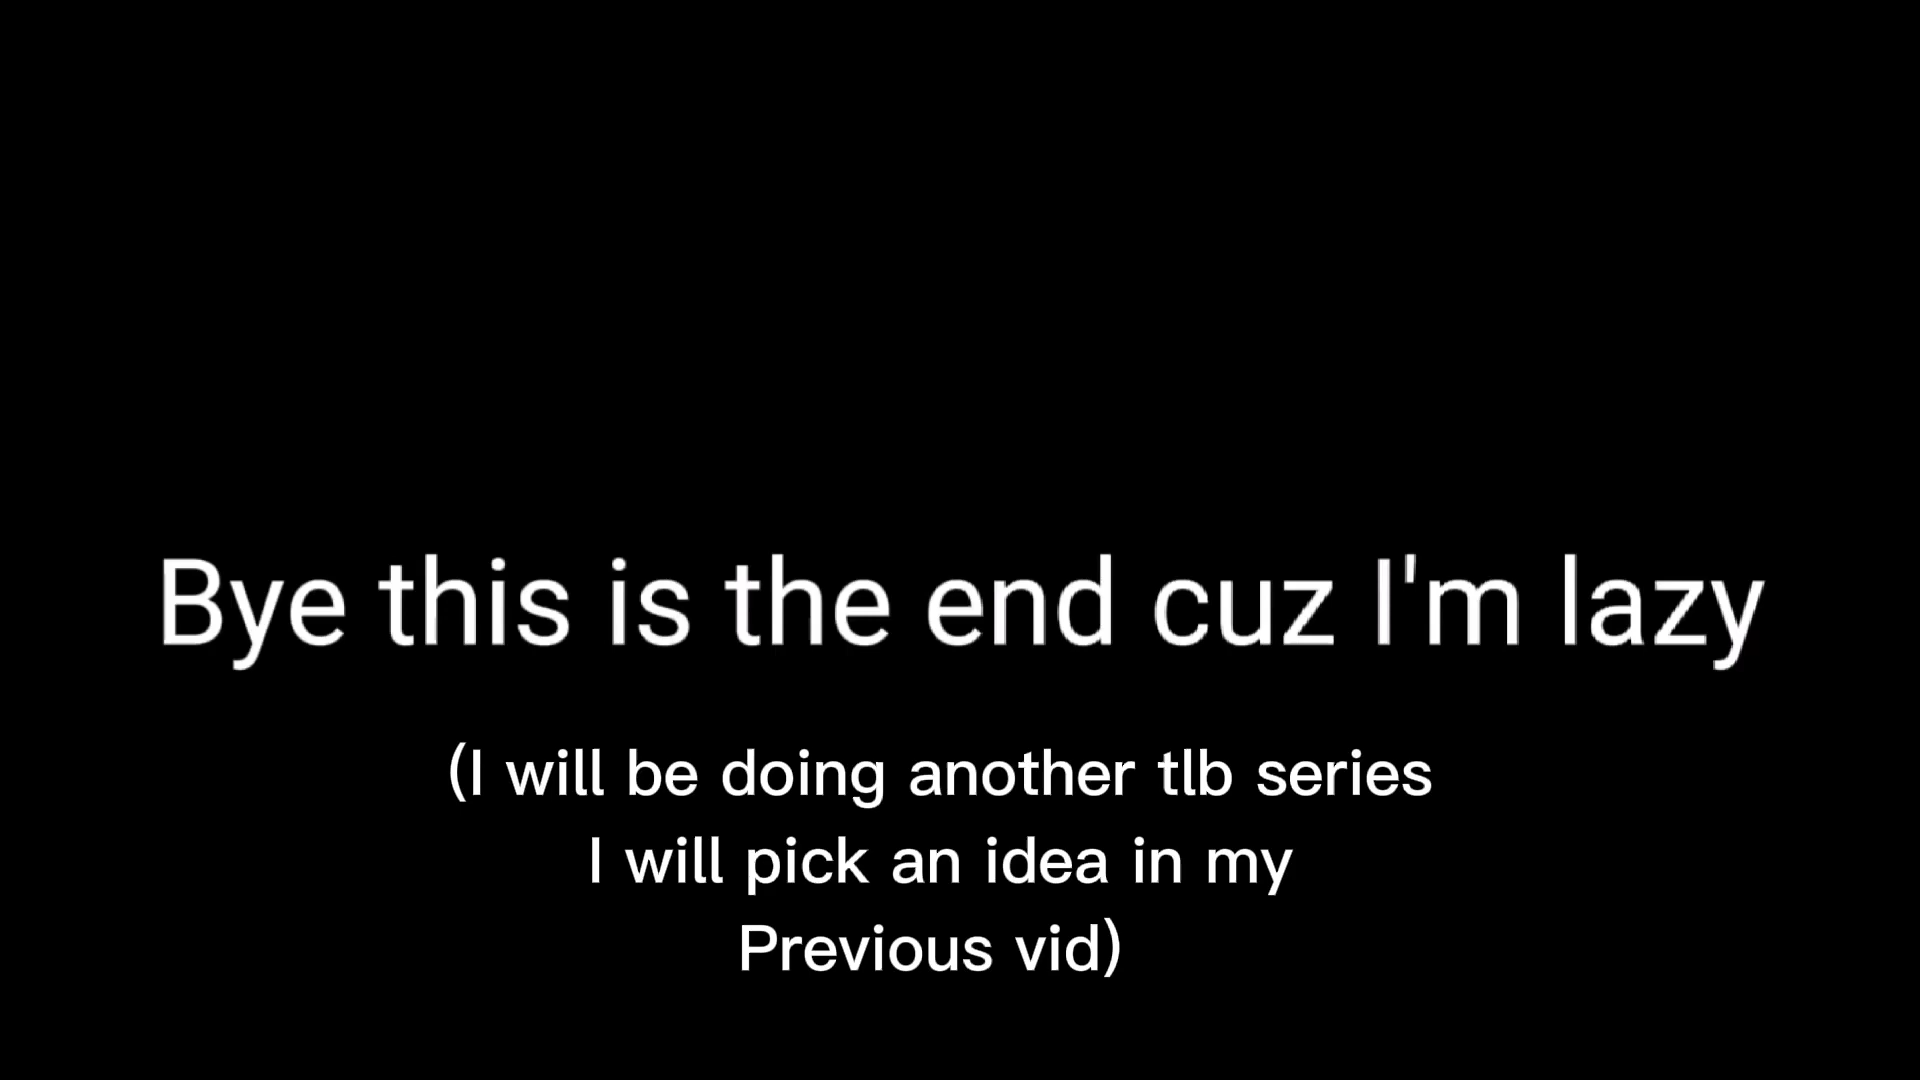 Bye this is the end cuz I'm lazy
(I will be doing another tlb series
I will pick an idea in my
Previous vid)